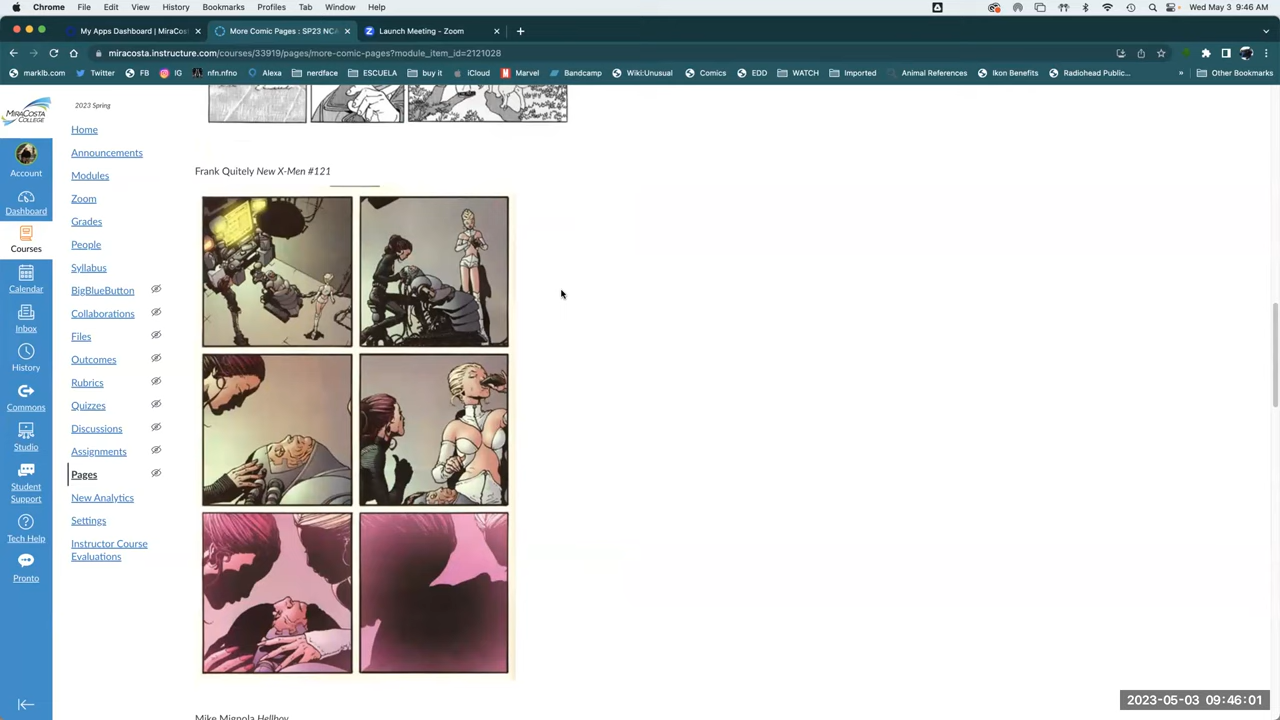 Chrome File Edit View History Bookmarks Profiles Tab Window Help Wed May 3 9:46 AM
My Apps Dashboard | MiraCos More Comic Pages : SP23 NCA Launch Meeting - Zoom
miracosta.instructure.com/courses/33919/pages/more-comic-pages?module_item_id=2121028
marklb.com Twitter FB IG nfn.nfno Alexa nerdface ESCUELA buy it iCloud Marvel Bandcamp Wiki:Unusual Comics EDD WATCH Imported Animal References Ikon Benefits Radiohead Public... » Other Bookmarks
MIRACOSTA COLLEGE
Account
Dashboard
Courses
Calendar
Inbox
History
Commons
Studio
Student
Support
Tech Help
Pronto
2023 Spring
Home
Announcements
Modules
Zoom
Grades
People
Syllabus
BigBlueButton
Collaborations
Files
Outcomes
Rubrics
Quizzes
Discussions
Assignments
Pages
New Analytics
Settings
Instructor Course
Evaluations
Frank Quitely New X-Men #121
Mike Mignola Hellboy
2023-05-03 09:46:01